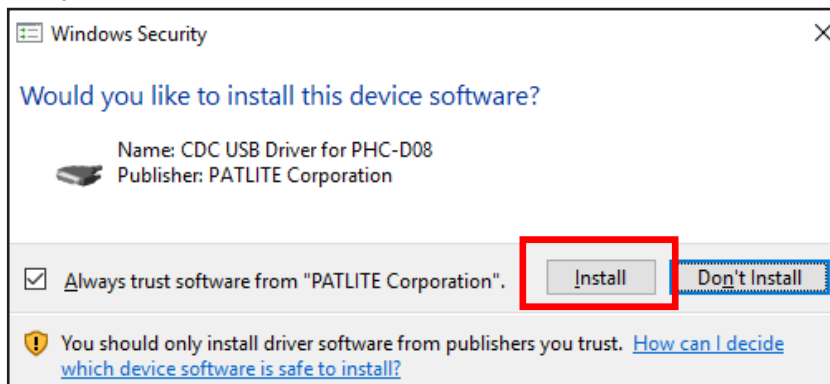 Windows Security
Would you like to install this device software?
Name: CDC USB Driver for PHC-D08
Publisher: PATLITE Corporation
Always trust software from "PATLITE Corporation".
Install
Don't Install
You should only install driver software from publishers you trust. How can I decide
which device software is safe to install?